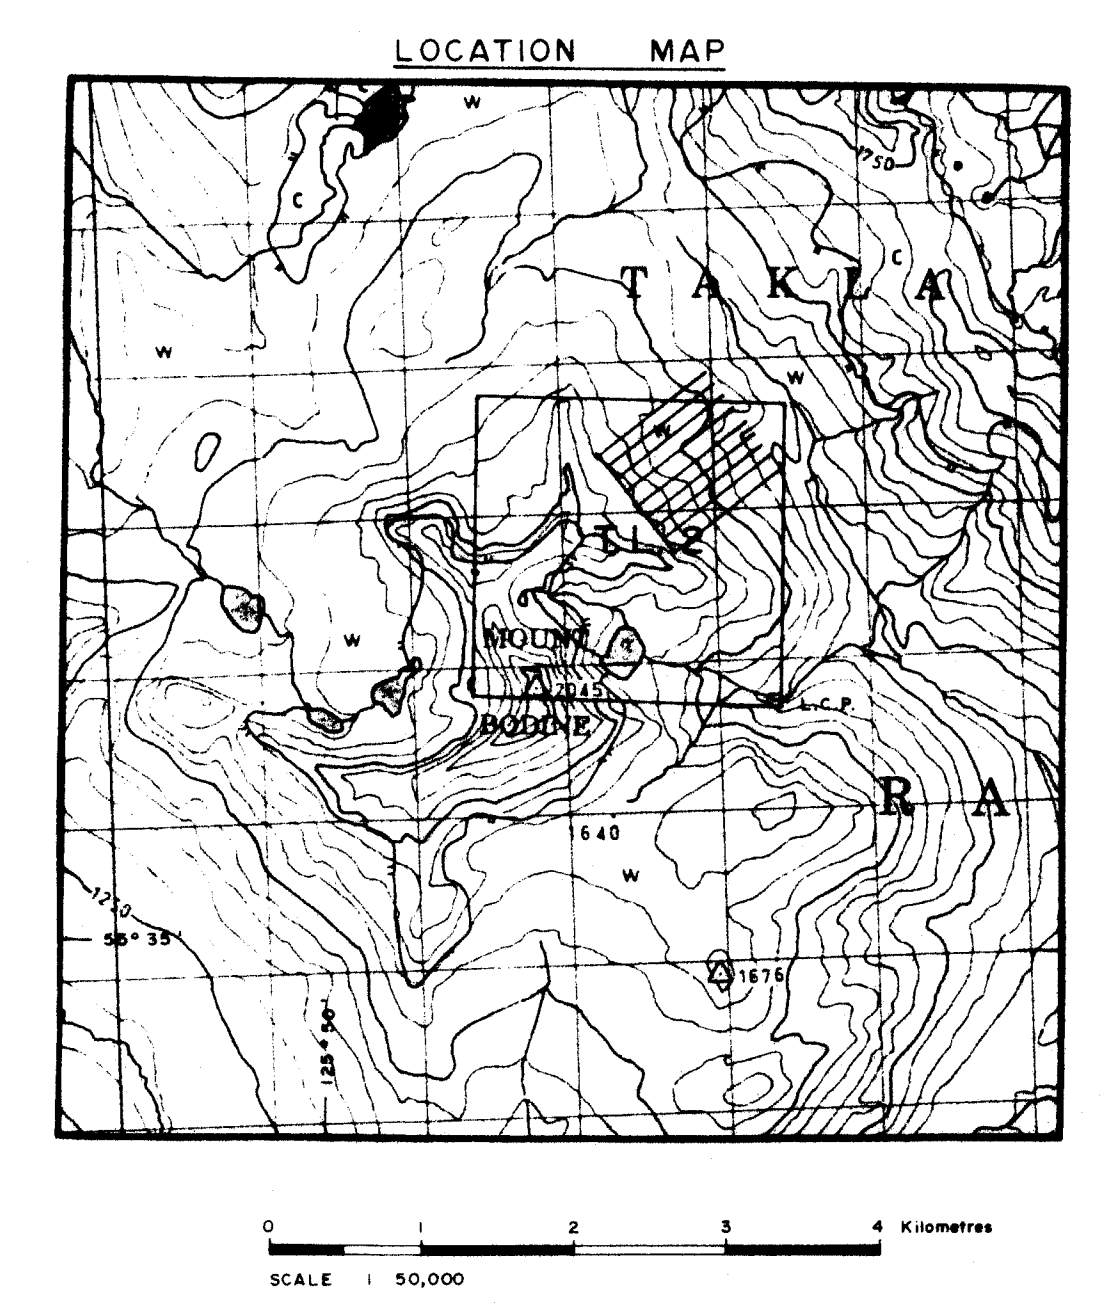 LOCATION MAP
W
C
1750
C
T A K L A
W
W
W
MOUNT
W
2045
L.C.P.
BODINE
R A
1640
W
55° 35'
1676
125° 50'
0 1 2 3 4 Kilometres
SCALE 1 50,000